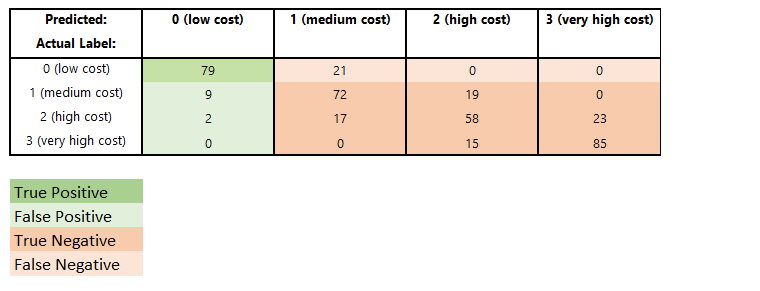 Predicted: 0 (low cost) 1 (medium cost) 2 (high cost) 3 (very high cost)
Actual Label:
0 (low cost) 79 21 0 0
1 (medium cost) 9 72 19 0
2 (high cost) 2 17 58 23
3 (very high cost) 0 0 15 85
True Positive
False Positive
True Negative
False Negative